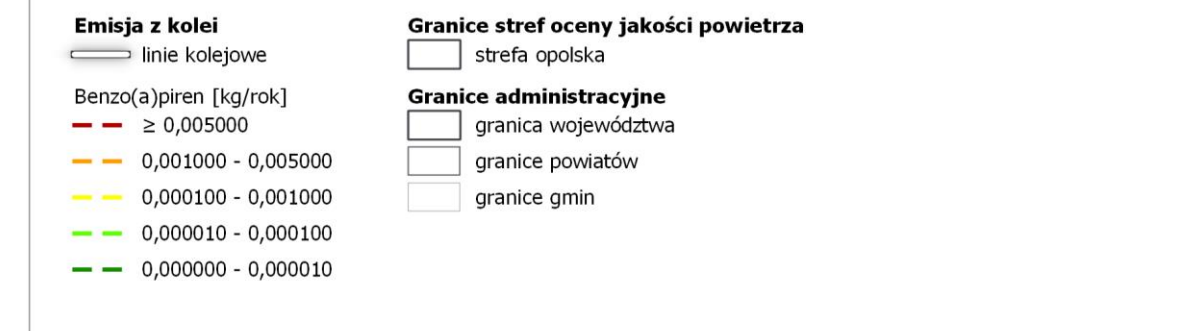 Emisja z kolei
linie kolejowe
Benzo(a)piren [kg/rok]
≥ 0,005000
0,001000 - 0,005000
0,000100 - 0,001000
0,000010 - 0,000100
0,000000 - 0,000010
Granice stref oceny jakości powietrza
strefa opolska
Granice administracyjne
granica województwa
granice powiatów
granice gmin